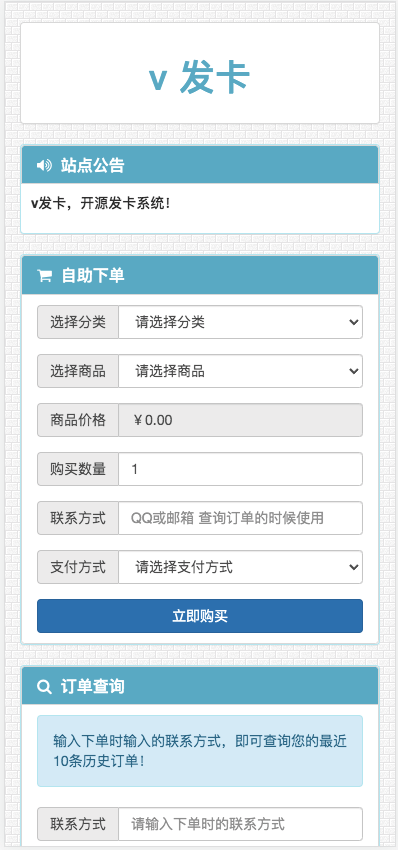 v 发卡
站点公告
v发卡，开源发卡系统！
自助下单
选择分类 请选择分类
选择商品 请选择商品
商品价格 ￥0.00
购买数量 1
联系方式 QQ或邮箱 查询订单的时候使用
支付方式 请选择支付方式
立即购买
订单查询
输入下单时输入的联系方式，即可查询您的最近
10条历史订单！
联系方式 请输入下单时的联系方式